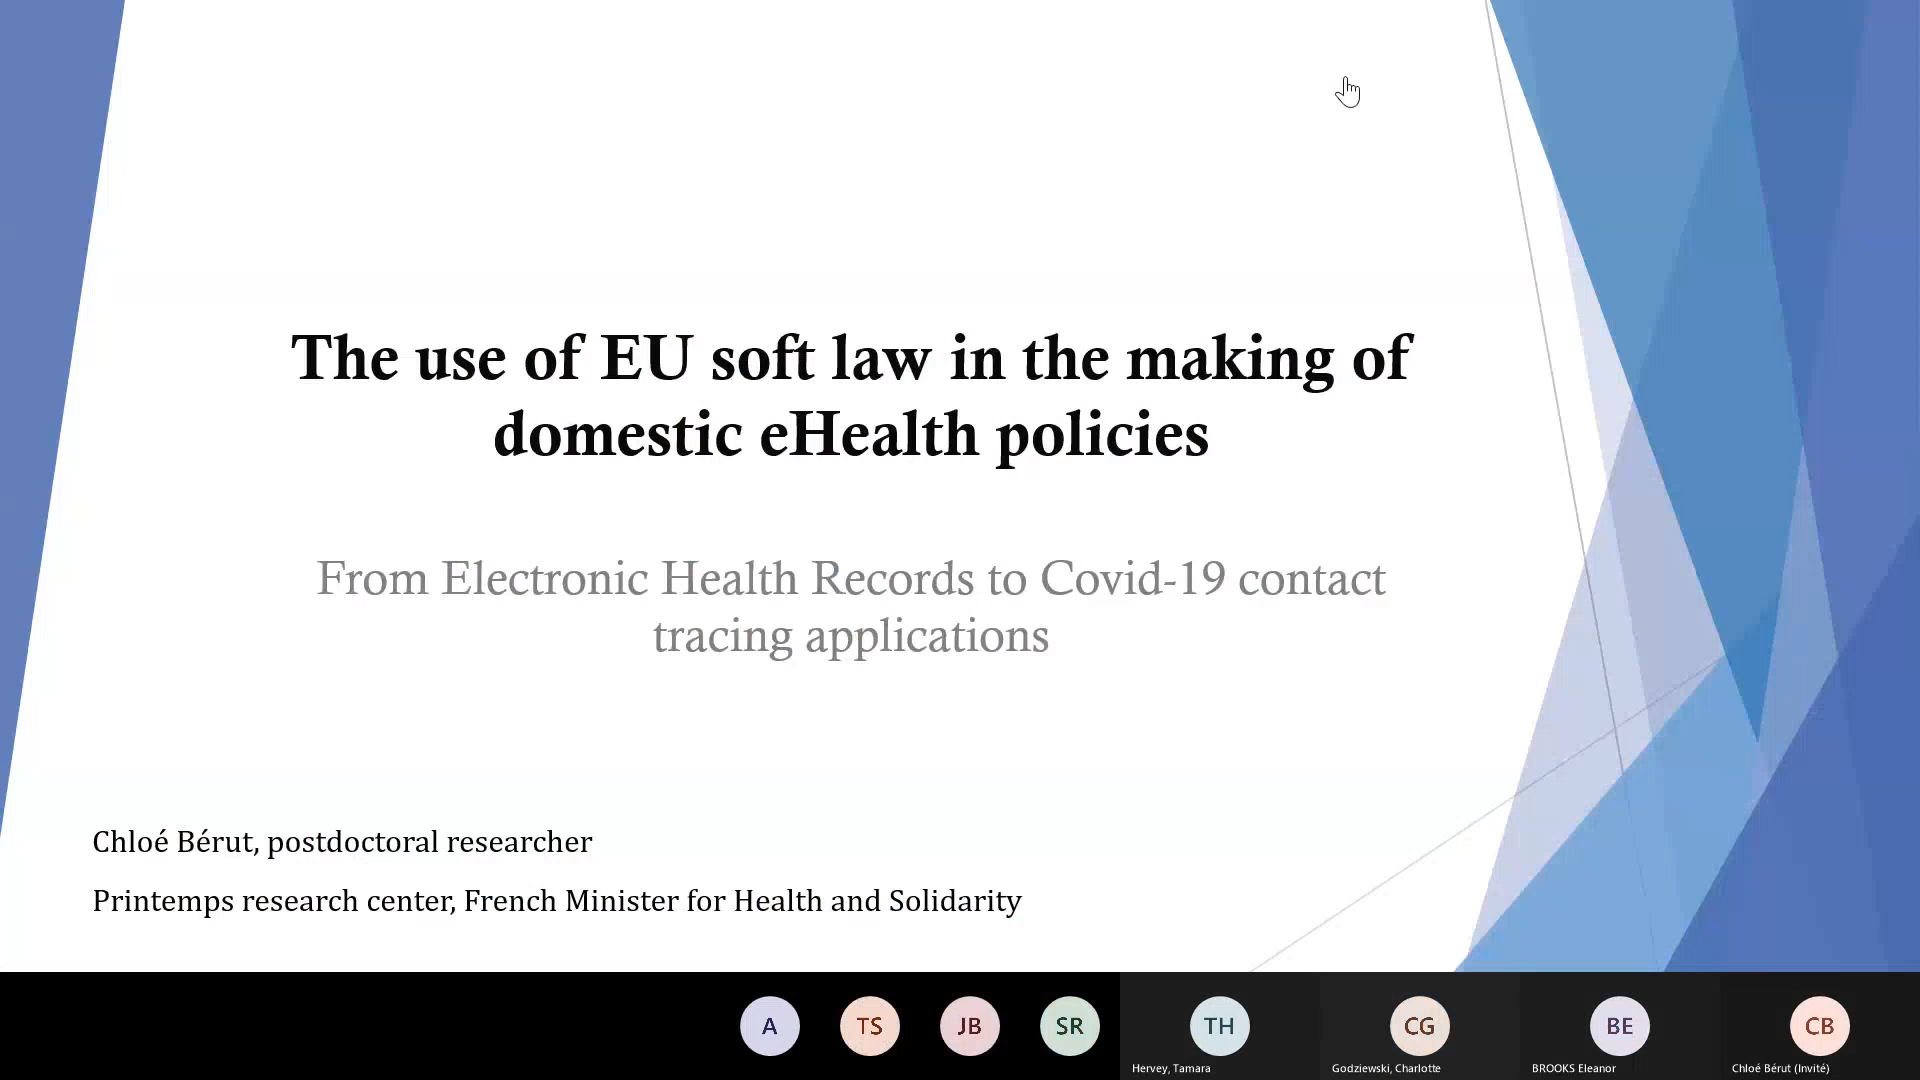 The use of EU soft law in the making of
domestic eHealth policies
From Electronic Health Records to Covid-19 contact
tracing applications
Chloé Bérut, postdoctoral researcher
Printemps research center, French Minister for Health and Solidarity
A
TS
JB
SR
TH
CG
BE
CB
Hervey, Tamara
Godziewski, Charlotte
BROOKS Eleanor
Chloé Bérut (Invité)